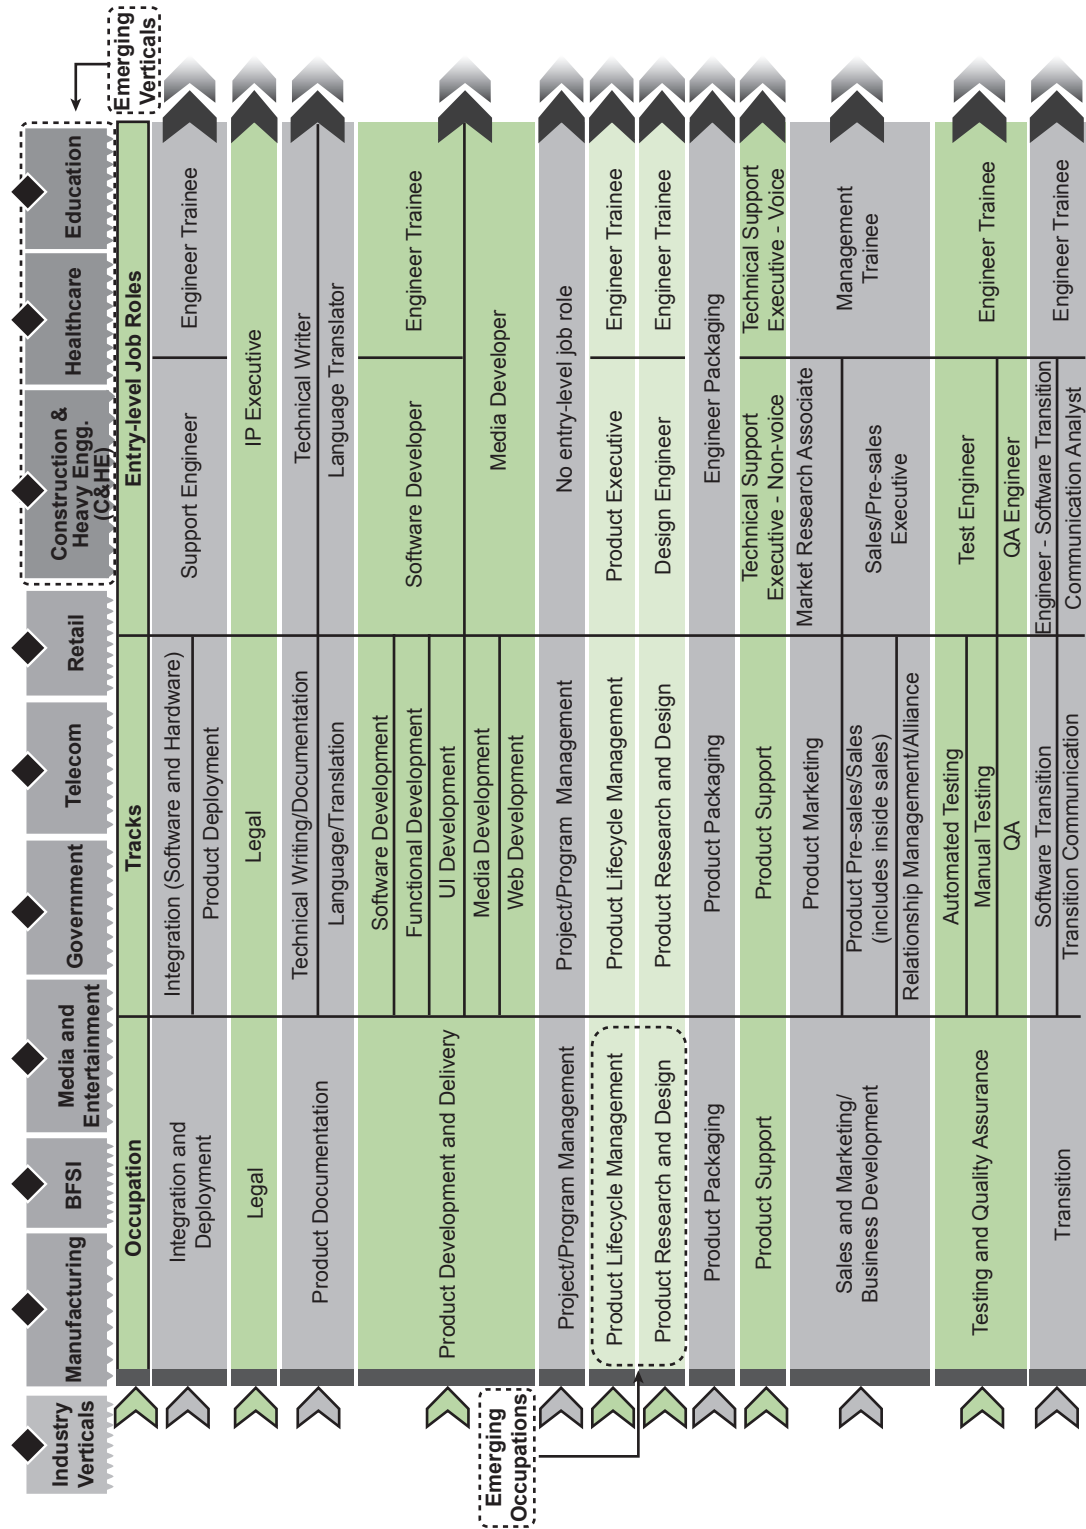 Industry
Verticals
Manufacturing
BFSI
Media and
Entertainment
Government
Telecom
Retail
Construction &
Heavy Engg.
(C&HE)
Healthcare
Education
Emerging
Verticals
Occupation
Tracks
Entry-level Job Roles
Integration and
Deployment
Integration (Software and Hardware)
Product Deployment
Support Engineer
Engineer Trainee
Legal
Legal
IP Executive
Product Documentation
Technical Writing/Documentation
Language/Translation
Technical Writer
Language Translator
Product Development and Delivery
Software Development
Functional Development
UI Development
Media Development
Web Development
Software Developer
Engineer Trainee
Media Developer
Project/Program Management
Project/Program Management
No entry-level job role
Emerging
Occupations
Product Lifecycle Management
Product Lifecycle Management
Product Executive
Engineer Trainee
Product Research and Design
Product Research and Design
Design Engineer
Engineer Trainee
Product Packaging
Product Packaging
Engineer Packaging
Product Support
Product Support
Technical Support
Executive - Non-voice
Technical Support
Executive - Voice
Sales and Marketing/
Business Development
Product Marketing
Product Pre-sales/Sales
(includes inside sales)
Relationship Management/Alliance
Market Research Associate
Sales/Pre-sales
Executive
Management
Trainee
Testing and Quality Assurance
Automated Testing
Manual Testing
QA
Test Engineer
QA Engineer
Engineer Trainee
Transition
Software Transition
Transition Communication
Engineer - Software Transition
Communication Analyst
Engineer Trainee